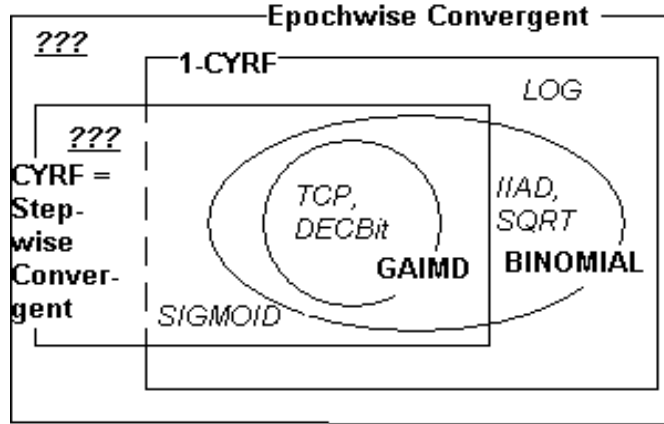 Epochwise Convergent
???
1-CYRF
LOG
???
CYRF =
Step-
wise
Conver-
gent
TCP,
DECBit
GAIMD
IIAD,
SQRT
BINOMIAL
SIGMOID